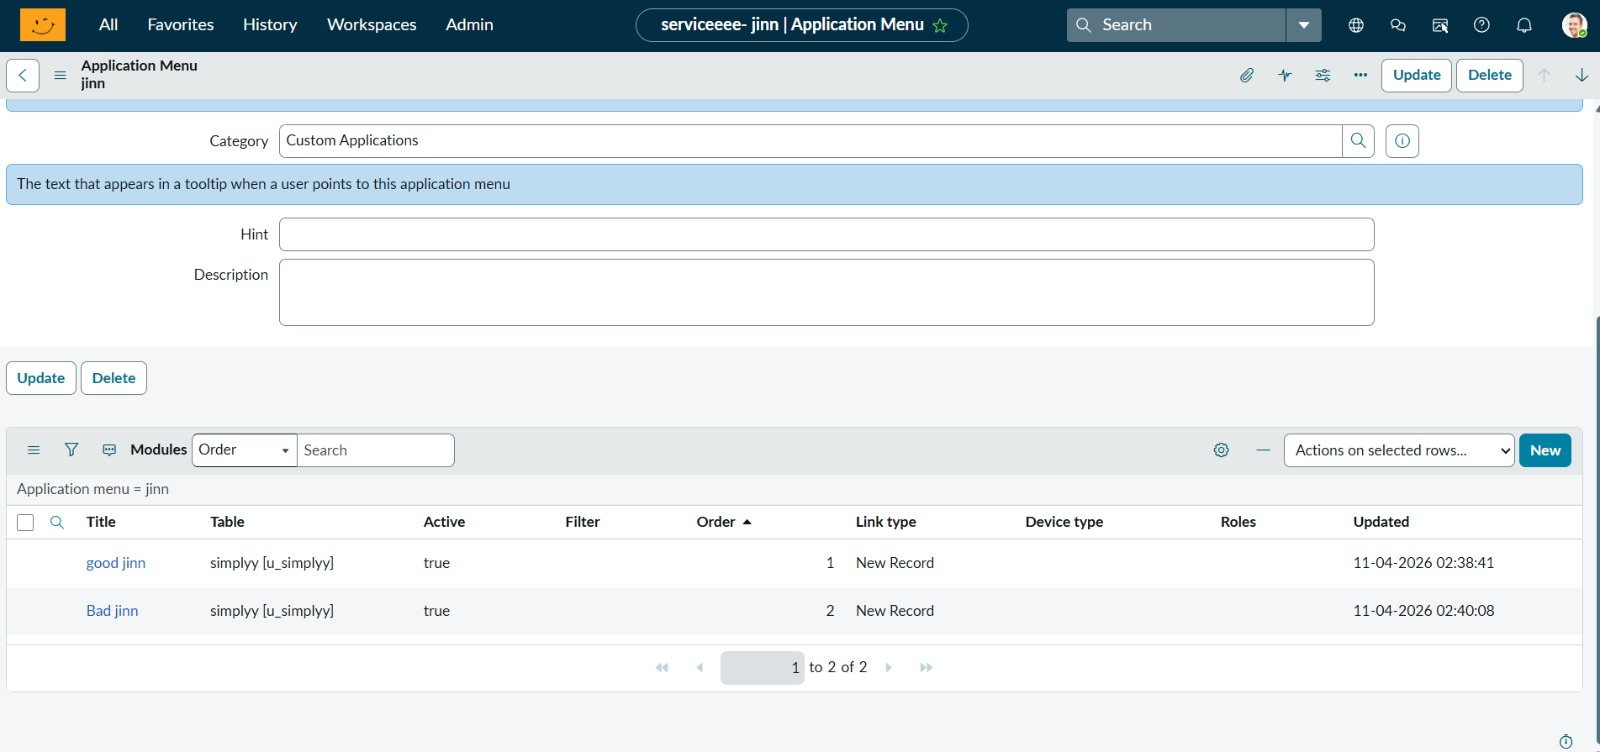 All Favorites History Workspaces Admin serviceeee- jinn | Application Menu Search
Application Menu
jinn
Update Delete
Category Custom Applications
The text that appears in a tooltip when a user points to this application menu
Hint
Description
Update Delete
Modules Order Search Actions on selected rows... New
Application menu = jinn
Title Table Active Filter Order Link type Device type Roles Updated
good jinn simplyy [u_simplyy] true 1 New Record 11-04-2026 02:38:41
Bad jinn simplyy [u_simplyy] true 2 New Record 11-04-2026 02:40:08
1 to 2 of 2